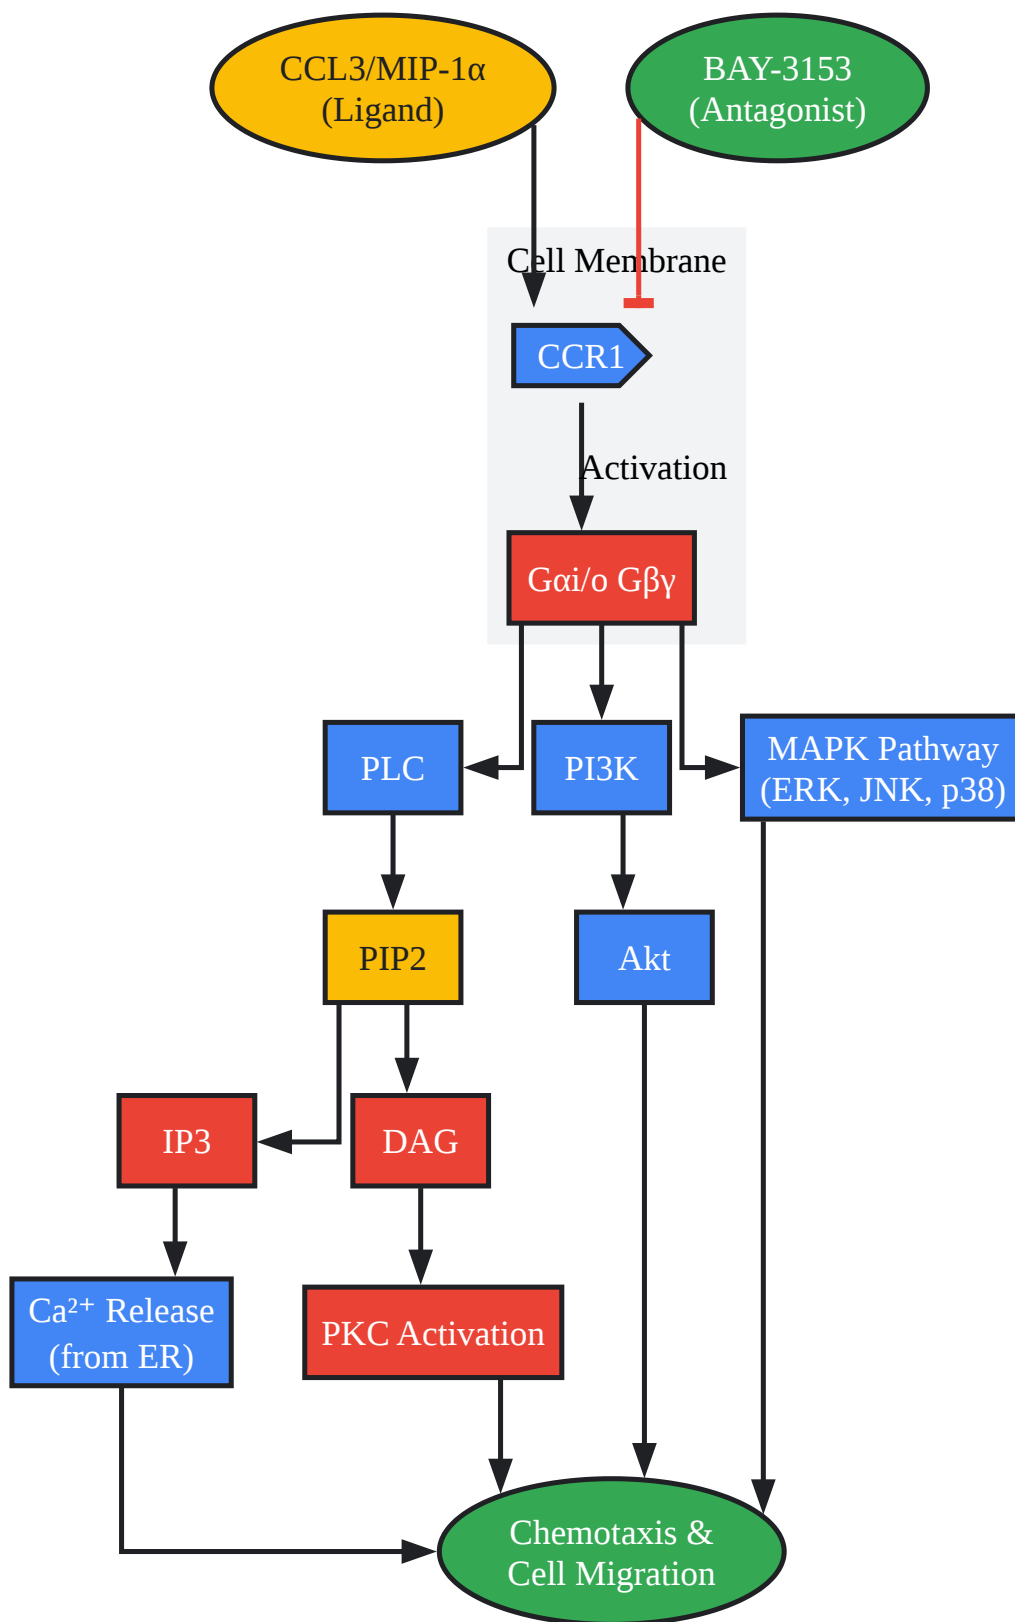 CCL3/MIP-1α
(Ligand)
BAY-3153
(Antagonist)
Cell Membrane
CCR1
Activation
Gαi/o Gβγ
PLC
PI3K
MAPK Pathway
(ERK, JNK, p38)
PIP2
Akt
IP3
DAG
Ca²⁺ Release
(from ER)
PKC Activation
Chemotaxis &
Cell Migration